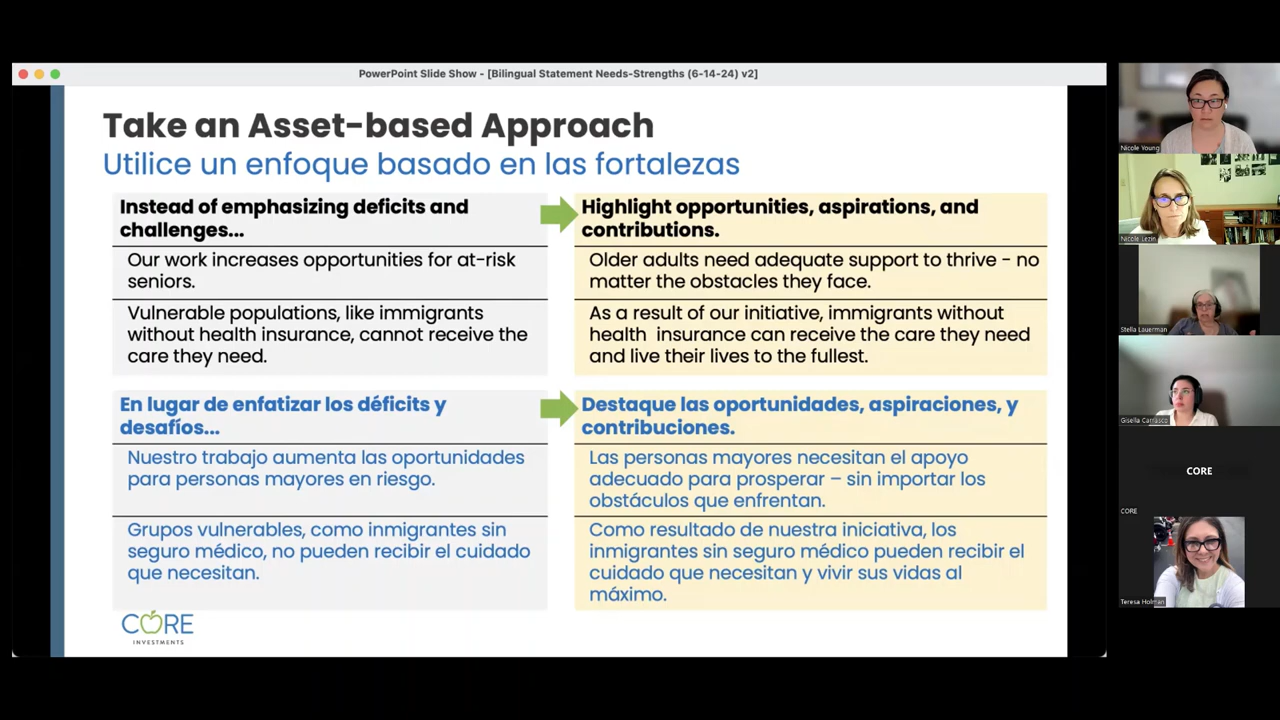 PowerPoint Slide Show - [Bilingual Statement Needs-Strengths (6-14-24) v2]
Take an Asset-based Approach
Utilice un enfoque basado en las fortalezas
Instead of emphasizing deficits and
challenges...
Highlight opportunities, aspirations, and
contributions.
Our work increases opportunities for at-risk
seniors.
Older adults need adequate support to thrive - no
matter the obstacles they face.
Vulnerable populations, like immigrants
without health insurance, cannot receive the
care they need.
As a result of our initiative, immigrants without
health  insurance can receive the care they need
and live their lives to the fullest.
En lugar de enfatizar los déficits y
desafíos...
Destaque las oportunidades, aspiraciones, y
contribuciones.
Nuestro trabajo aumenta las oportunidades
para personas mayores en riesgo.
Las personas mayores necesitan el apoyo
adecuado para prosperar – sin importar los
obstáculos que enfrentan.
Grupos vulnerables, como inmigrantes sin
seguro médico, no pueden recibir el cuidado
que necesitan.
Como resultado de nuestra iniciativa, los
inmigrantes sin seguro médico pueden recibir el
cuidado que necesitan y vivir sus vidas al
máximo.
CORE
INVESTMENTS
Nicole Young
Nicole Lezin
Stella Lauerman
Gisella Carrasco
CORE
CORE
Teresa Holman